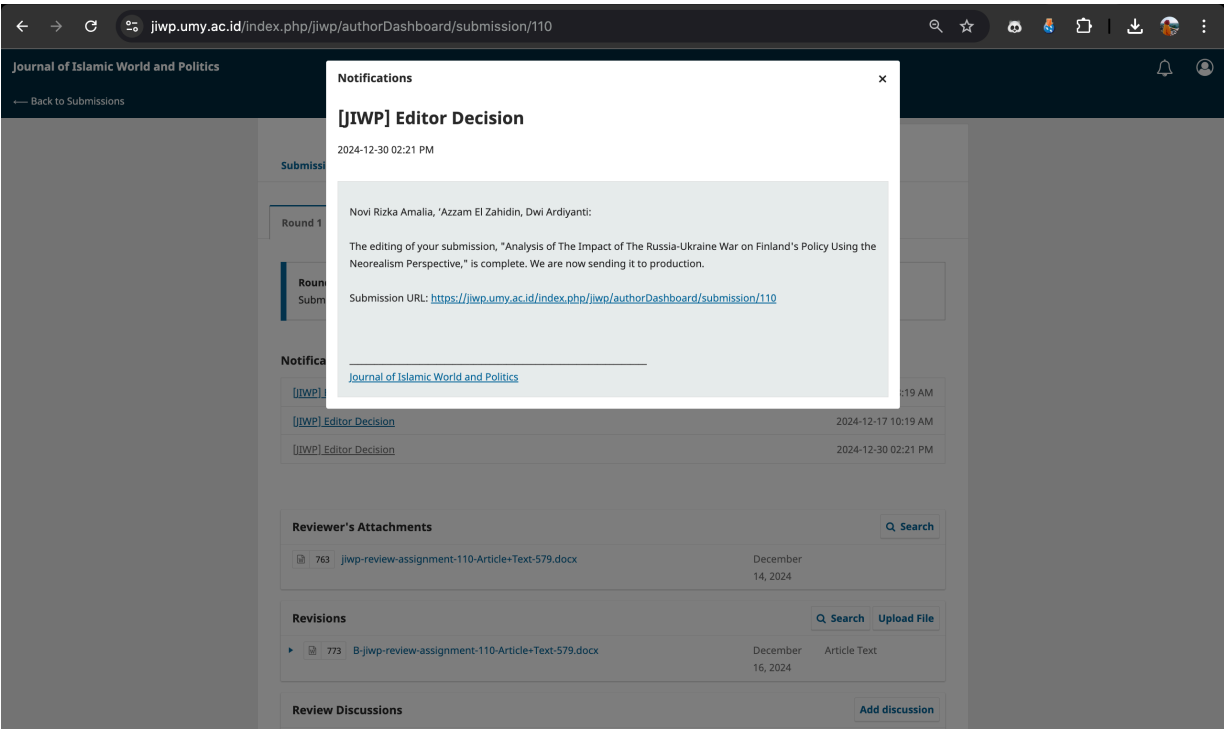 jiwp.umy.ac.id/index.php/jiwp/authorDashboard/submission/110
Journal of Islamic World and Politics
← Back to Submissions
Notifications
×
[JIWP] Editor Decision
2024-12-30 02:21 PM
Submissi
Round 1
Novi Rizka Amalia, 'Azzam El Zahidin, Dwi Ardiyanti:
The editing of your submission, "Analysis of The Impact of The Russia-Ukraine War on Finland's Policy Using the
Neorealism Perspective," is complete. We are now sending it to production.
Roun
Subm
Submission URL: https://jiwp.umy.ac.id/index.php/jiwp/authorDashboard/submission/110
Notifica
Journal of Islamic World and Politics
[JIWP]
:19 AM
[JIWP] Editor Decision 2024-12-17 10:19 AM
[JIWP] Editor Decision 2024-12-30 02:21 PM
Reviewer's Attachments Search
763 jiwp-review-assignment-110-Article+Text-579.docx December
14, 2024
Revisions Search Upload File
773 B-jiwp-review-assignment-110-Article+Text-579.docx December Article Text
16, 2024
Review Discussions Add discussion